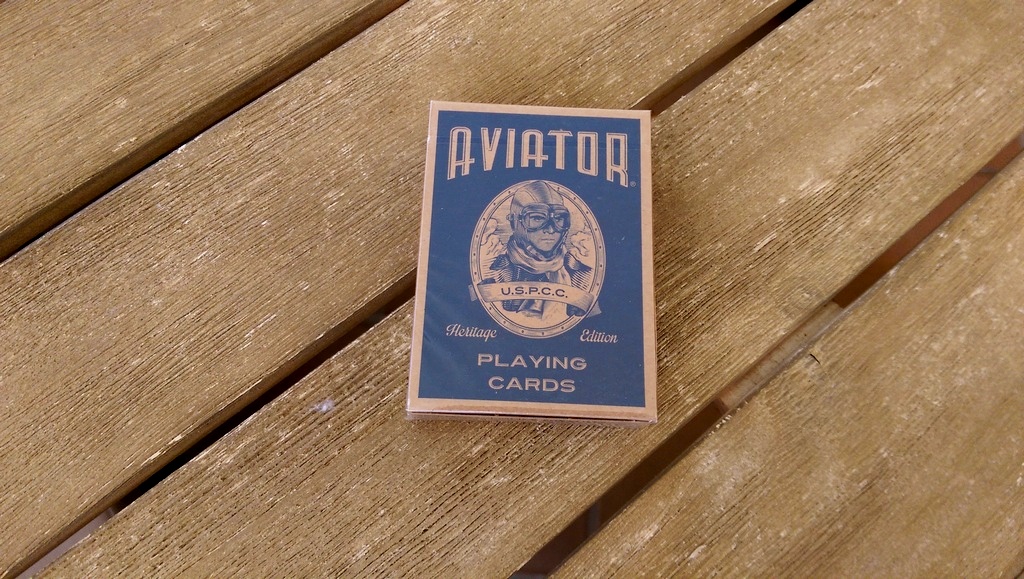 AVIATOR®
U.S.P.C.C.
Heritage Edition
PLAYING
CARDS